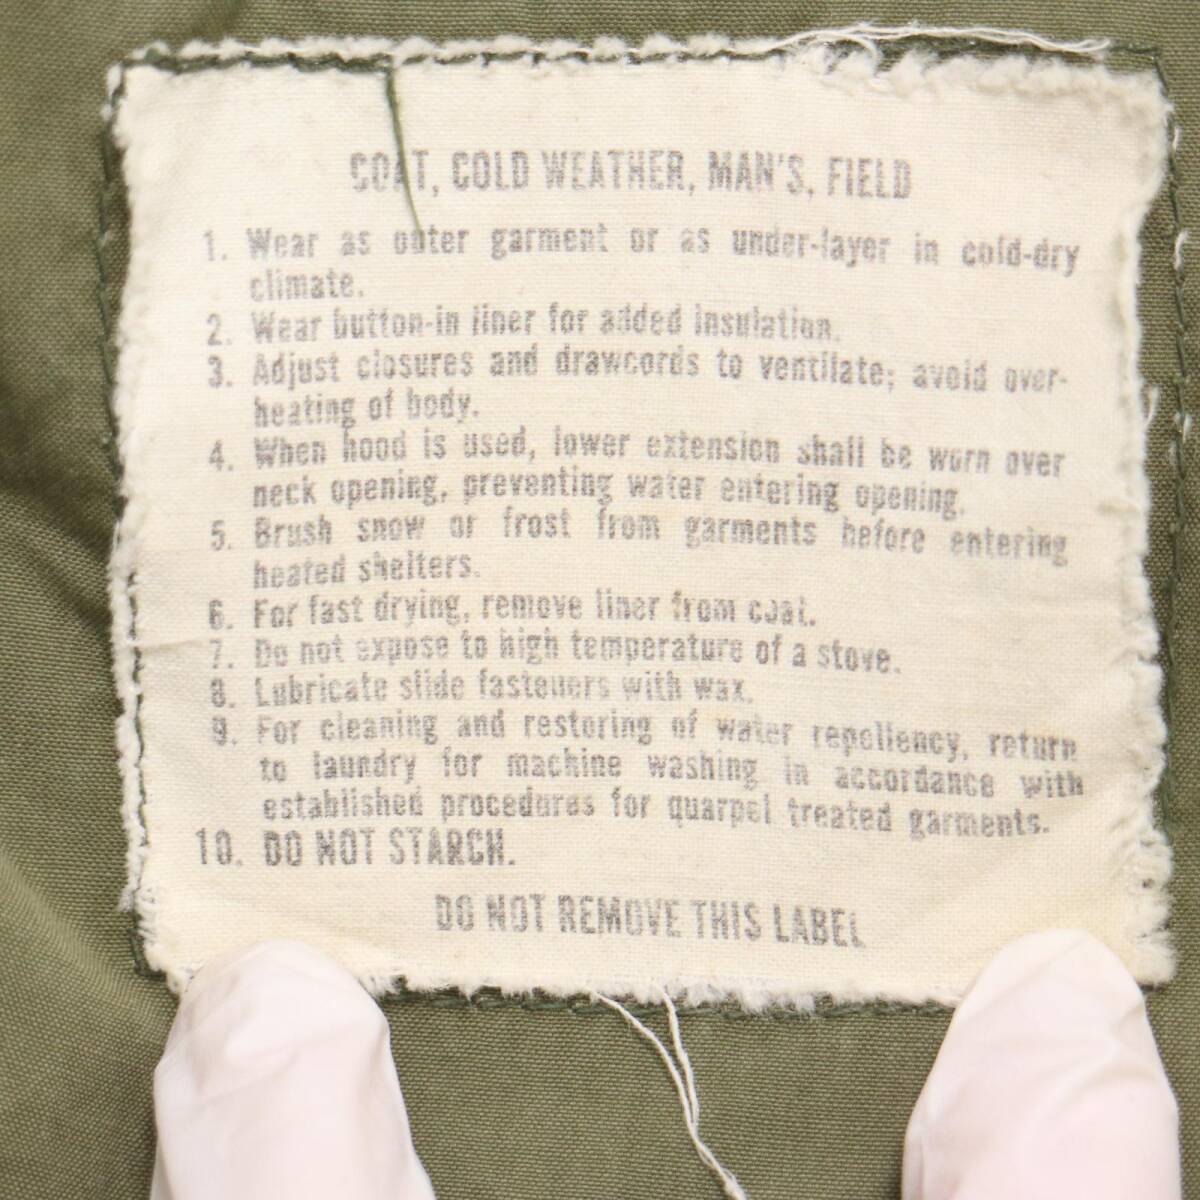 COAT, COLD WEATHER, MAN'S, FIELD
1. Wear as outer garment or as under-layer in cold-dry
climate.
2. Wear button-in liner for added insulation.
3. Adjust closures and drawcords to ventilate; avoid over-
heating of body.
4. When hood is used, lower extension shall be worn over
neck opening, preventing water entering opening.
5. Brush snow or frost from garments before entering
heated shelters.
6. For fast drying, remove liner from coat.
7. Do not expose to high temperature of a stove.
8. Lubricate slide fasteners with wax.
9. For cleaning and restoring of water repellency, return
to laundry for machine washing in accordance with
established procedures for quarpel treated garments.
10. DO NOT STARCH.
DO NOT REMOVE THIS LABEL